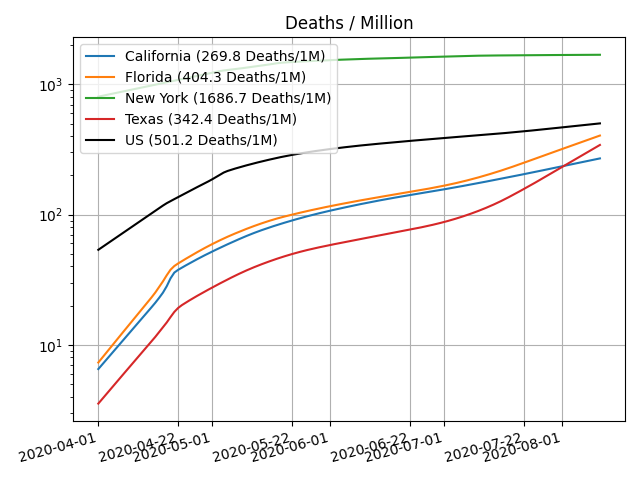 Deaths / Million
California (269.8 Deaths/1M)
Florida (404.3 Deaths/1M)
New York (1686.7 Deaths/1M)
Texas (342.4 Deaths/1M)
US (501.2 Deaths/1M)
10³
10²
10¹
2020-04-01
2020-04-22
2020-05-01
2020-05-22
2020-06-01
2020-06-22
2020-07-01
2020-07-22
2020-08-01